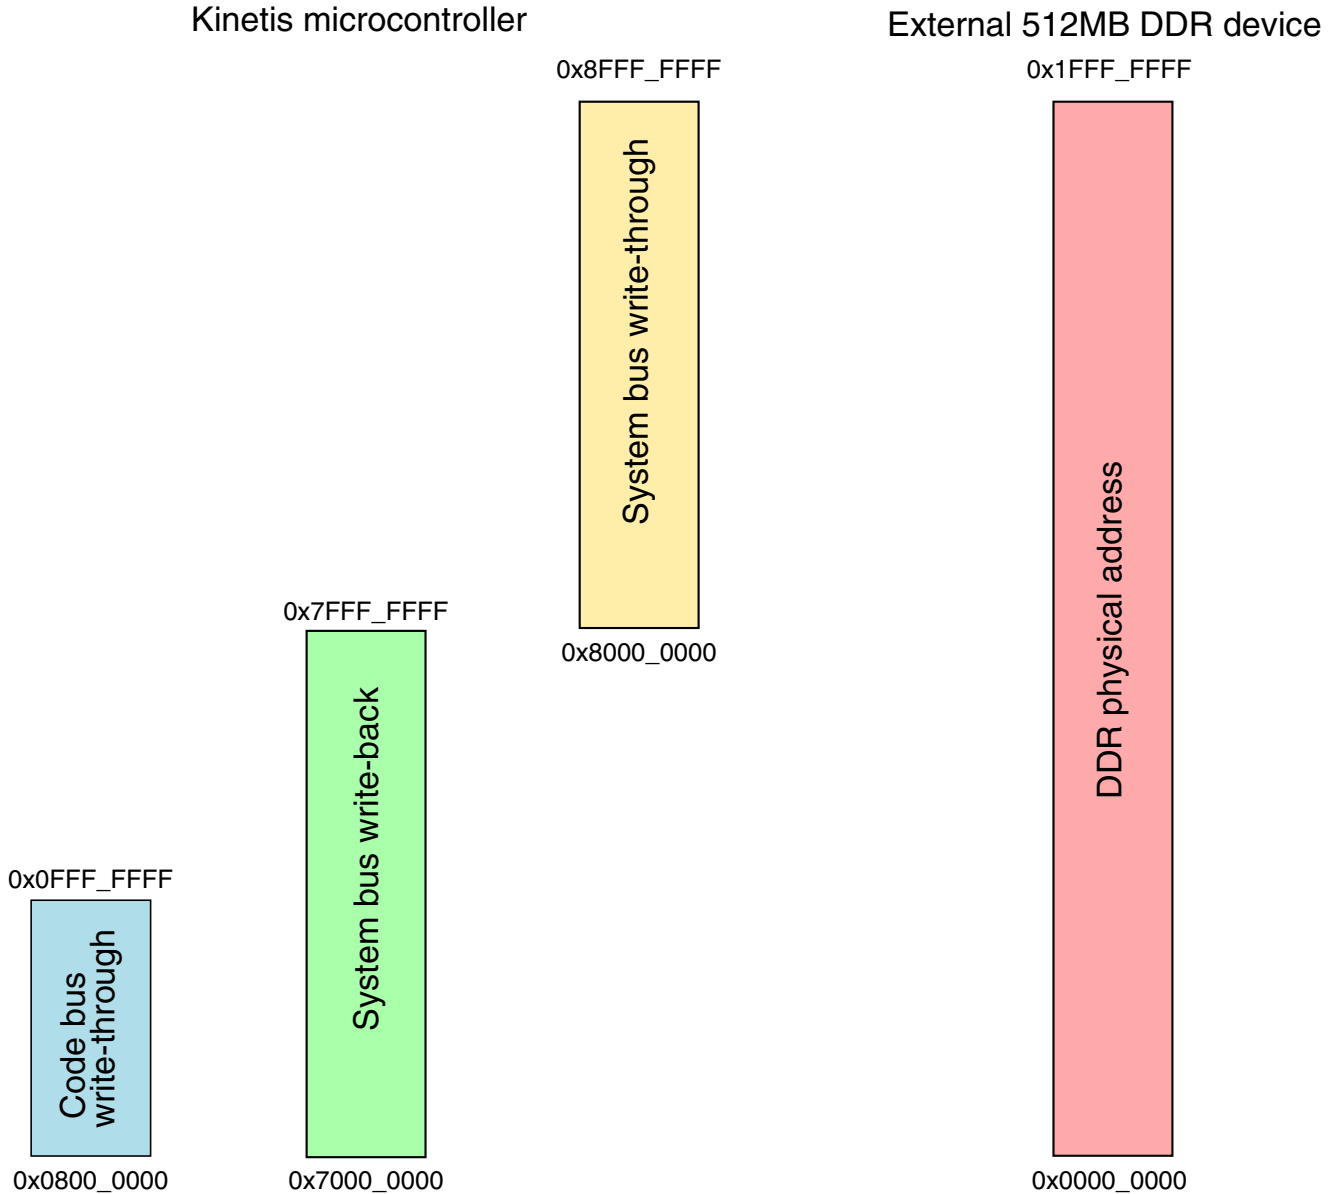 Kinetis microcontroller
External 512MB DDR device
0x8FFF_FFFF
0x1FFF_FFFF
System bus write-through
DDR physical address
0x7FFF_FFFF
0x8000_0000
System bus write-back
0x0FFF_FFFF
Code bus
write-through
0x0800_0000
0x7000_0000
0x0000_0000